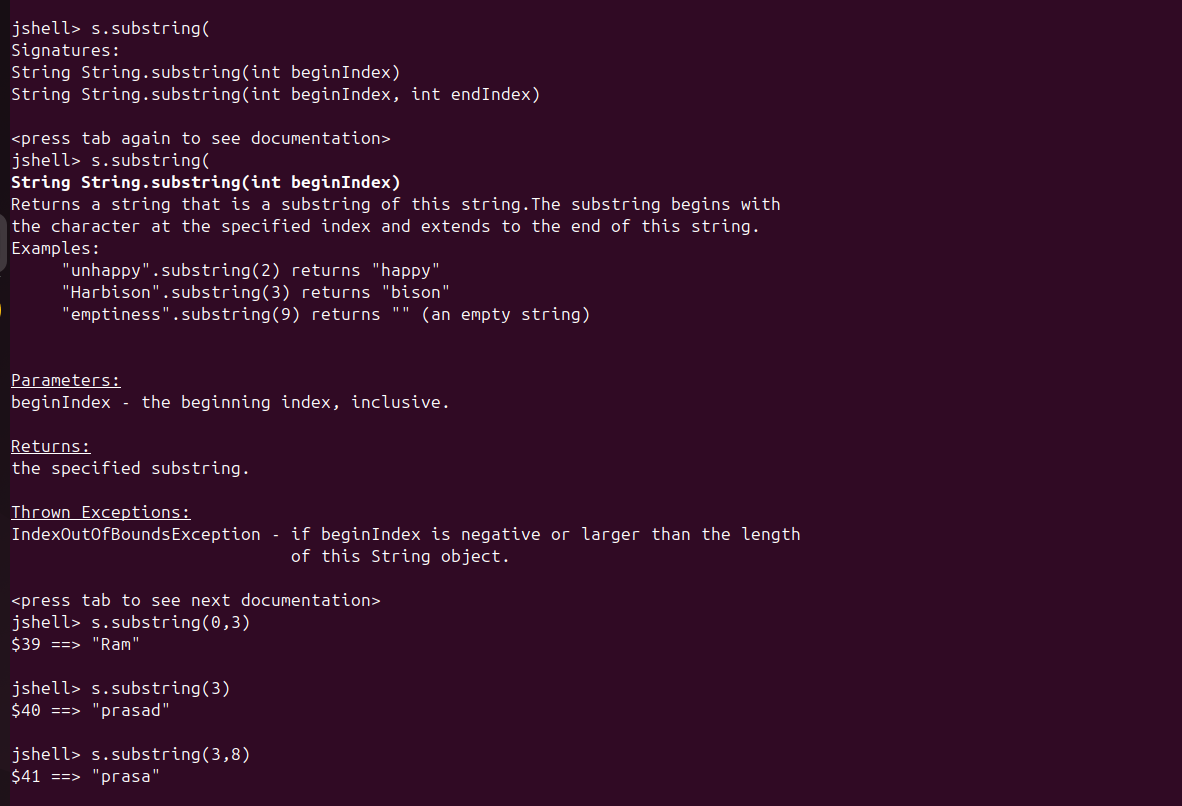 jshell> s.substring(
Signatures:
String String.substring(int beginIndex)
String String.substring(int beginIndex, int endIndex)
<press tab again to see documentation>
jshell> s.substring(
String String.substring(int beginIndex)
Returns a string that is a substring of this string.The substring begins with
the character at the specified index and extends to the end of this string.
Examples:
"unhappy".substring(2) returns "happy"
"Harbison".substring(3) returns "bison"
"emptiness".substring(9) returns "" (an empty string)
Parameters:
beginIndex - the beginning index, inclusive.
Returns:
the specified substring.
Thrown Exceptions:
IndexOutOfBoundsException - if beginIndex is negative or larger than the length
of this String object.
<press tab to see next documentation>
jshell> s.substring(0,3)
$39 ==> "Ram"
jshell> s.substring(3)
$40 ==> "prasad"
jshell> s.substring(3,8)
$41 ==> "prasa"